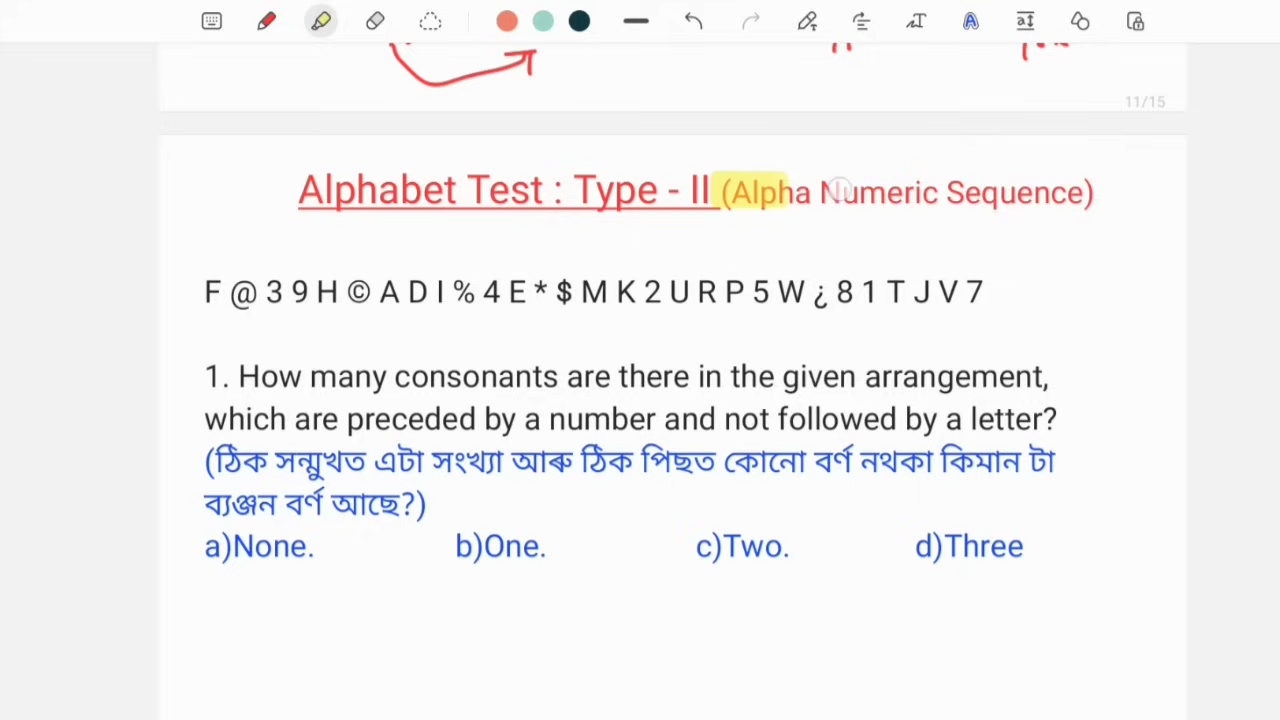 11/15
Alphabet Test : Type - II (Alpha Numeric Sequence)
F @ 3 9 H © A D I % 4 E * $ M K 2 U R P 5 W ¿ 8 1 T J V 7
1. How many consonants are there in the given arrangement,
which are preceded by a number and not followed by a letter?
(ঠিক সন্মুখত এটা সংখ্যা আৰু ঠিক পিছত কোনো বৰ্ণ নথকা কিমান টা
ব্যঞ্জন বৰ্ণ আছে?)
a)None. b)One. c)Two. d)Three